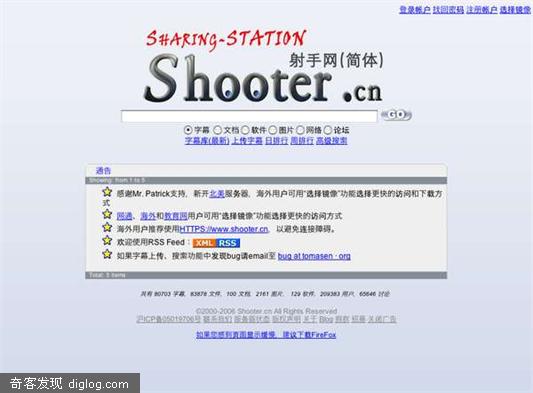 登录帐户 找回密码 注册帐户 选择镜像
SHARING-STATION
射手网(简体)
Shooter.cn
GO
字幕 文档 软件 图片 网络 论坛
字幕库(最新) 上传字幕 日排行 周排行 高级搜索
通告
Showing: from 1 to 5
感谢Mr. Patrick支持，新开北美服务器，海外用户可用"选择镜像"功能选择更快的访问和下载方
式
网通、海外和教育网用户可用"选择镜像"功能选择更快的访问方式
海外用户推荐使用HTTPS://www.shooter.cn，以避免连接障碍。
欢迎使用RSS Feed： XML RSS
如果字幕上传、搜索功能中发现bug请email至 bug at tomasen · org
Total: 5 items
共有 80703 字幕, 83878 文件, 100 文档, 2161 图片, 129 软件, 209383 用户, 65646 讨论
©2000-2006 Shooter.cn All Rights Reserved
沪ICP备05019706号 联系我们 服务器状态 版权声明 关于 Blog 捐款 招募 关闭广告
如果您感到页面显示缓慢，建议下载FireFox
奇客发现 diglog.com